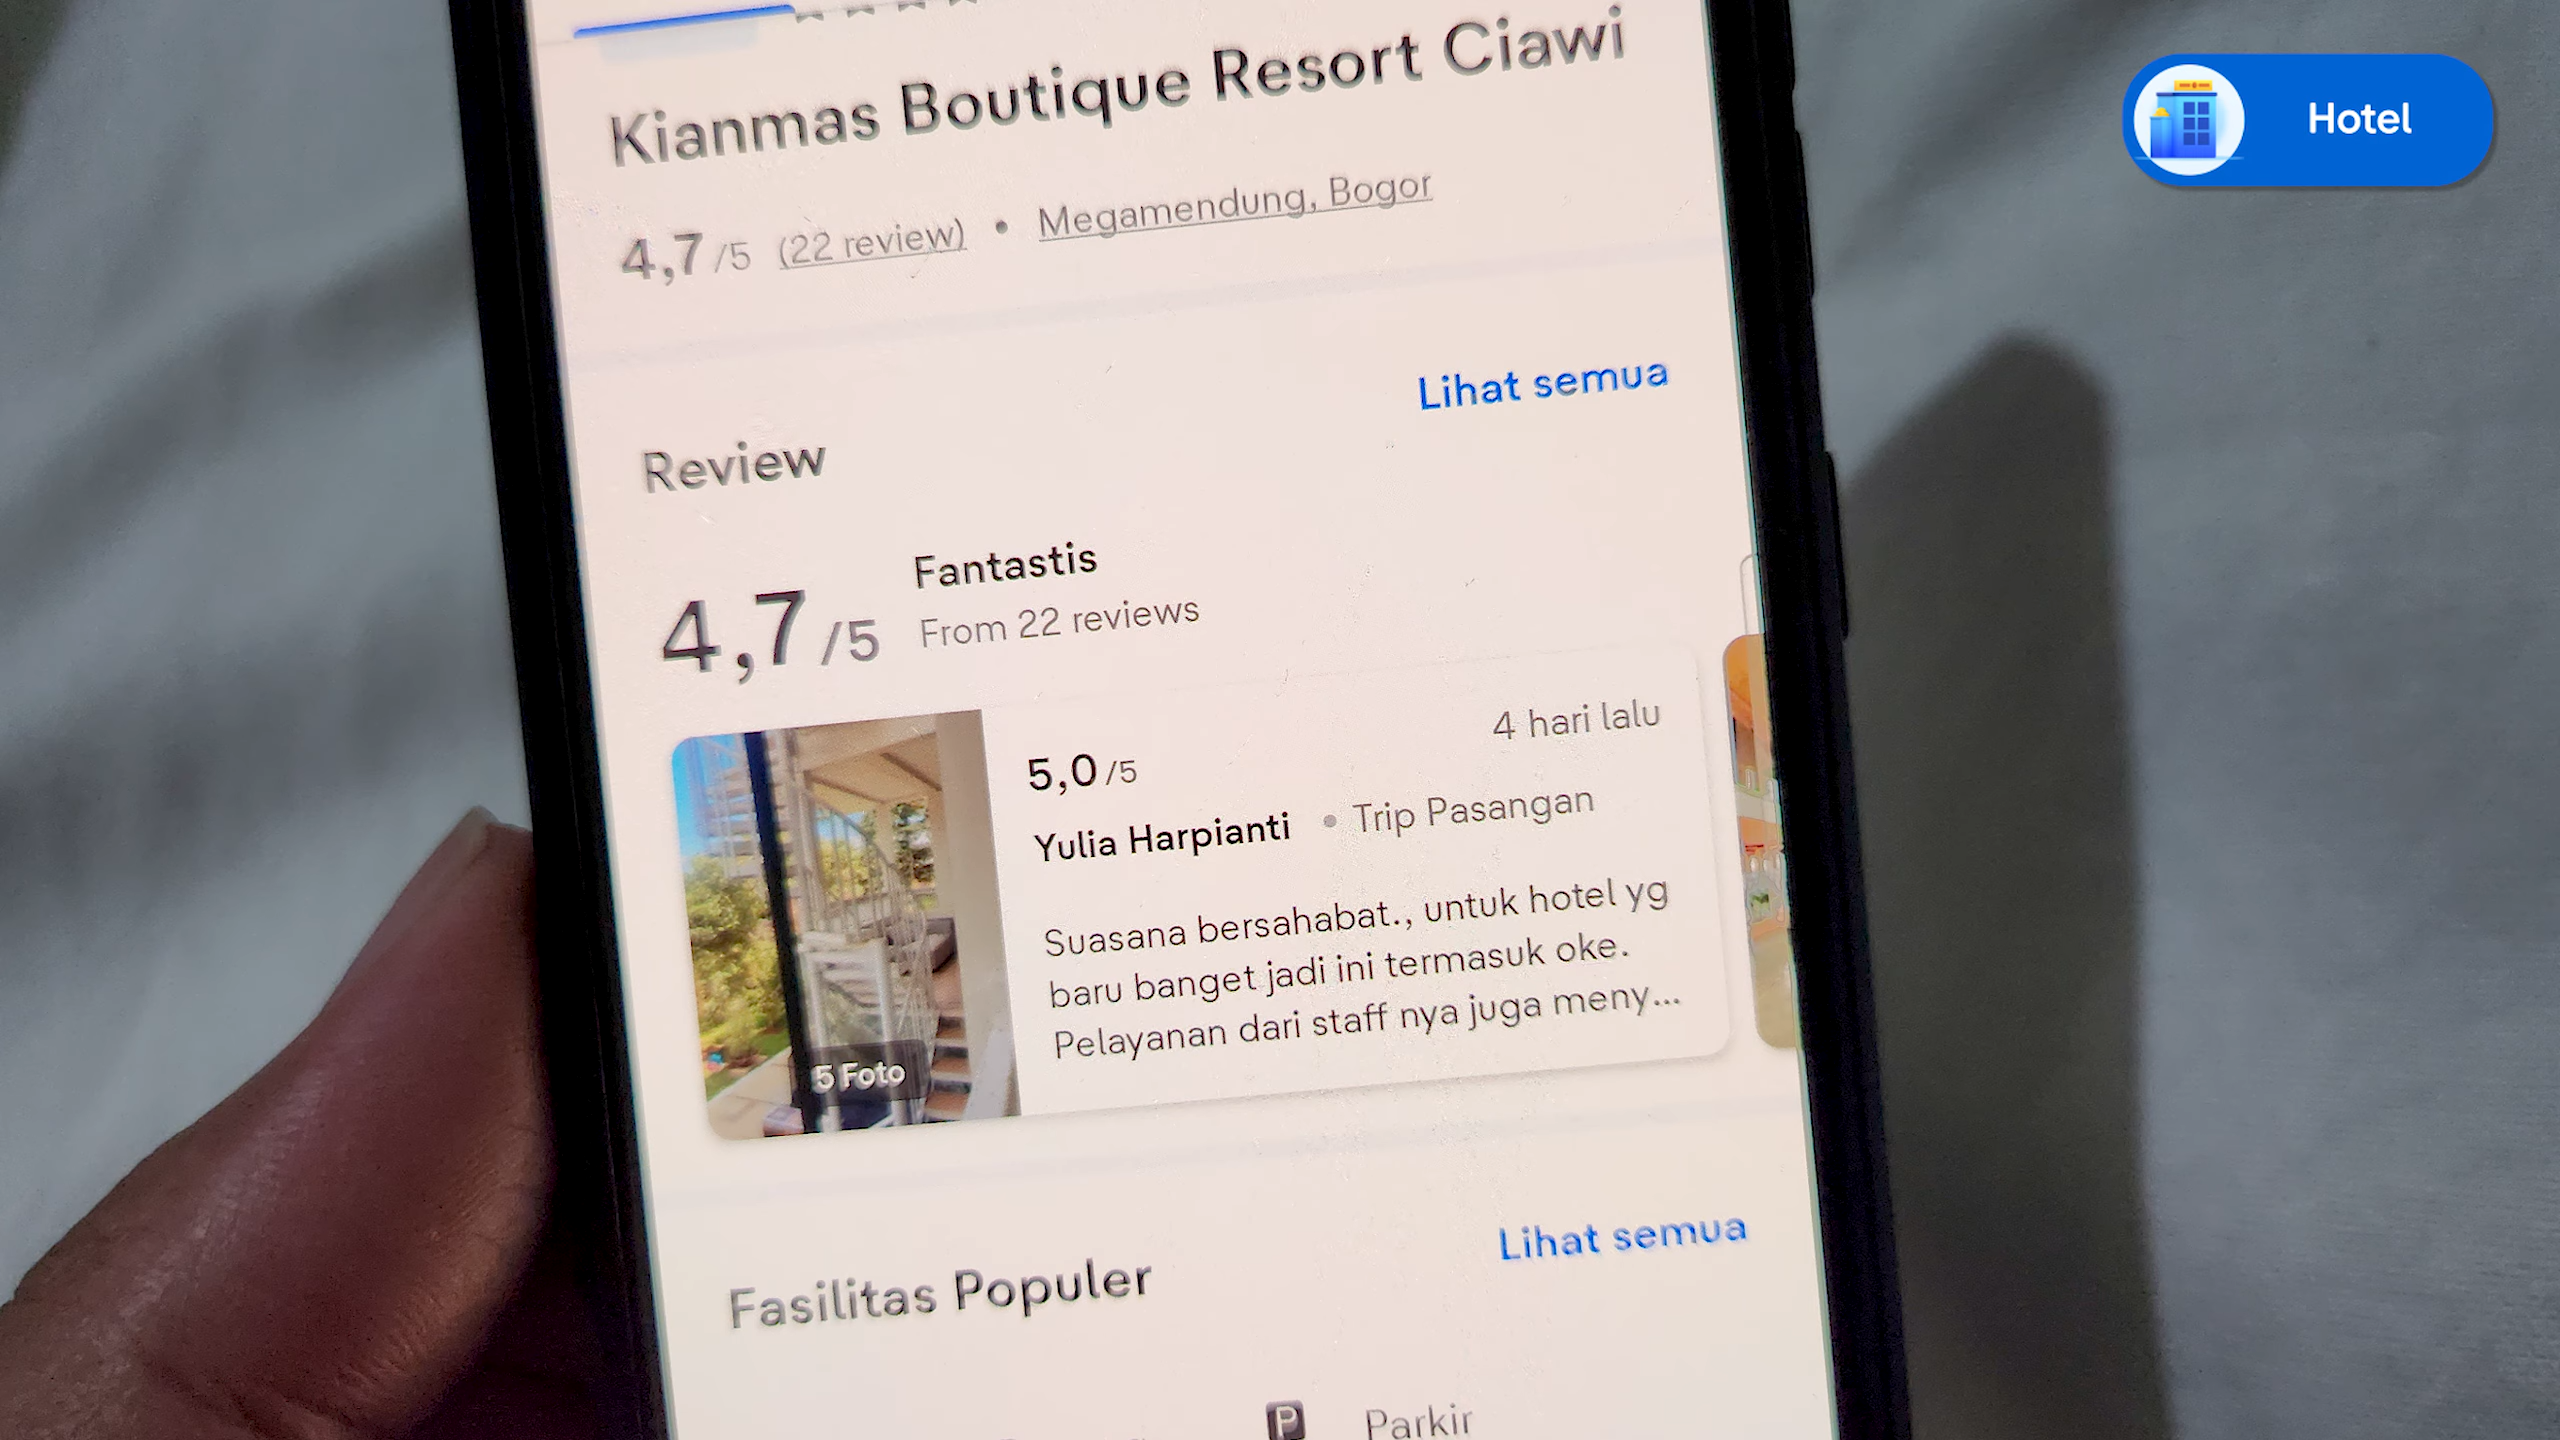 Kianmas Boutique Resort Ciawi
4,7/5 (22 review) • Megamendung, Bogor
Lihat semua
Review
4,7/5
Fantastis
From 22 reviews
4 hari lalu
5,0/5
Yulia Harpianti • Trip Pasangan
Suasana bersahabat., untuk hotel yg
baru banget jadi ini termasuk oke.
Pelayanan dari staff nya juga meny...
5 Foto
Lihat semua
Fasilitas Populer
P Parkir
Hotel